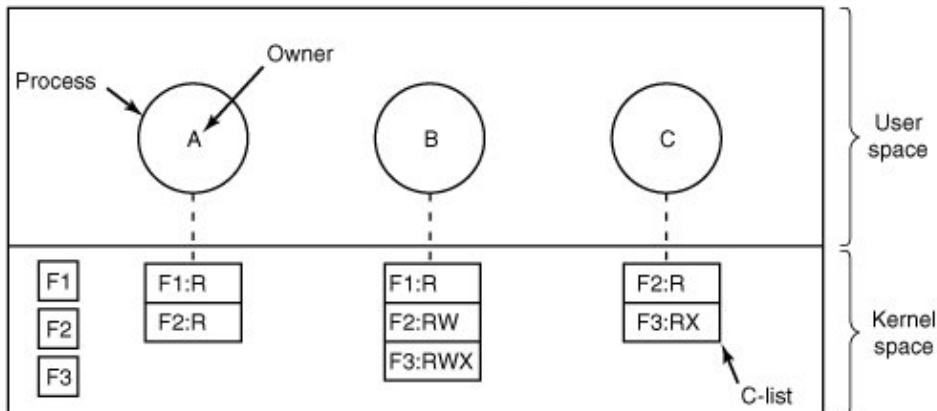 Owner
Process
A
B
C
User
space
F1
F2
F3
F1:R
F2:R
F1:R
F2:RW
F3:RWX
F2:R
F3:RX
C-list
Kernel
space